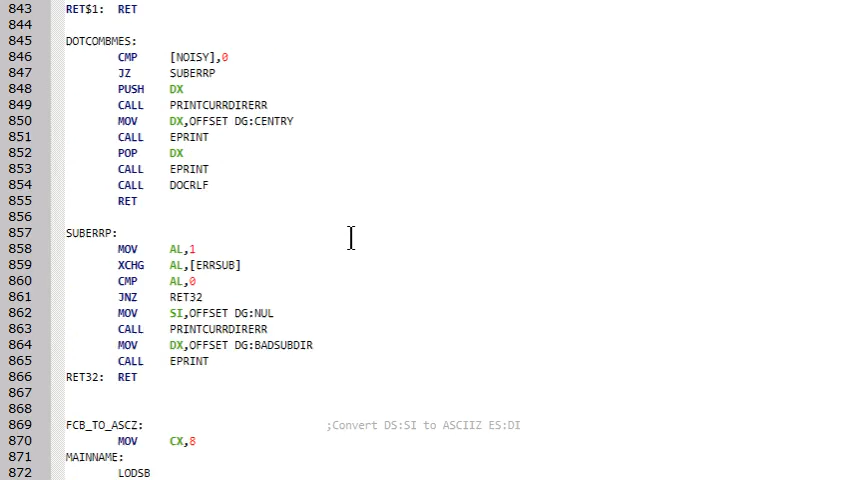 843 RET$1: RET
844
845 DOTCOMBMES:
846 CMP [NOISY],0
847 JZ SUBERRP
848 PUSH DX
849 CALL PRINTCURRDIRERR
850 MOV DX,OFFSET DG:CENTRY
851 CALL EPRINT
852 POP DX
853 CALL EPRINT
854 CALL DOCRLF
855 RET
856
857 SUBERRP:
858 MOV AL,1
859 XCHG AL,[ERRSUB]
860 CMP AL,0
861 JNZ RET32
862 MOV SI,OFFSET DG:NUL
863 CALL PRINTCURRDIRERR
864 MOV DX,OFFSET DG:BADSUBDIR
865 CALL EPRINT
866 RET32: RET
867
868
869 FCB_TO_ASCZ: ;Convert DS:SI to ASCIIZ ES:DI
870 MOV CX,8
871 MAINNAME:
872 LODSB